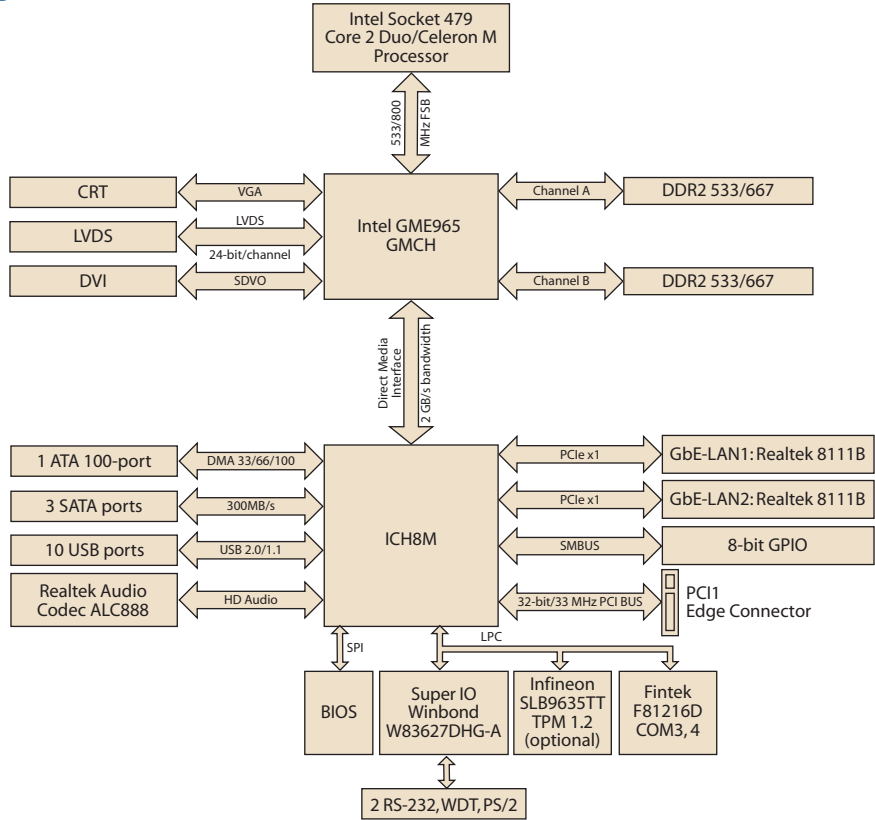 Intel Socket 479
Core 2 Duo/Celeron M
Processor
533/800
MHz FSB
CRT
VGA
LVDS
LVDS
24-bit/channel
DVI
SDVO
Intel GME965
GMCH
Channel A
DDR2 533/667
Channel B
DDR2 533/667
Direct Media
Interface
2 GB/s bandwidth
1 ATA 100-port
DMA 33/66/100
3 SATA ports
300MB/s
10 USB ports
USB 2.0/1.1
Realtek Audio
Codec ALC888
HD Audio
ICH8M
PCIe x1
GbE-LAN1: Realtek 8111B
PCIe x1
GbE-LAN2: Realtek 8111B
SMBUS
8-bit GPIO
32-bit/33 MHz PCI BUS
PCI1
Edge Connector
SPI
LPC
BIOS
Super IO
Winbond
W83627DHG-A
Infineon
SLB9635TT
TPM 1.2
(optional)
Fintek
F81216D
COM3, 4
2 RS-232, WDT, PS/2